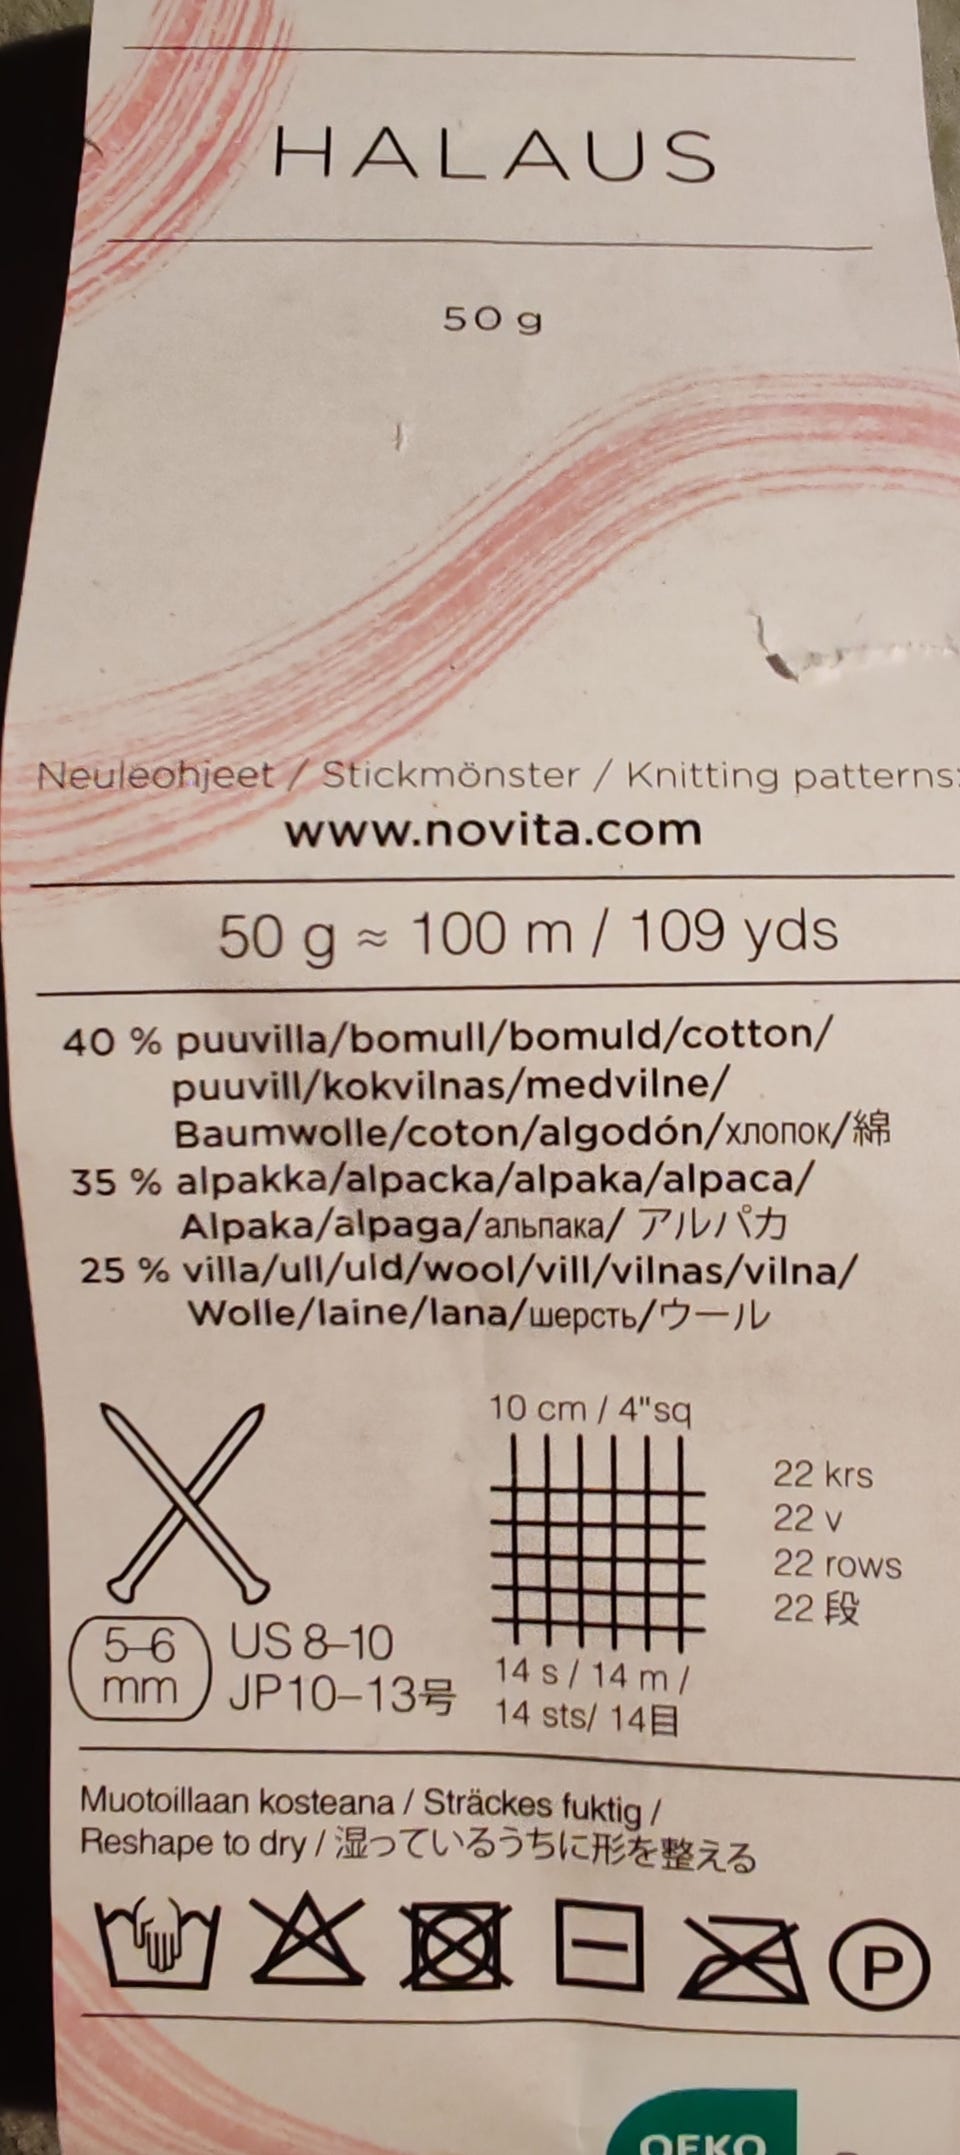 HALAUS
50 g
Neuleohjeet / Stickmönster / Knitting patterns:
www.novita.com
50 g ≈ 100 m / 109 yds
40 % puuvilla/bomull/bomuld/cotton/
puuvill/kokvilnas/medvilne/
Baumwolle/coton/algodón/хлопок/綿
35 % alpakka/alpacka/alpaka/alpaca/
Alpaka/alpaga/альпака/ アルパカ
25 % villa/ull/uld/wool/vill/vilnas/vilna/
Wolle/laine/lana/шерсть/ウール
10 cm / 4"sq
22 krs
22 v
22 rows
22 段
14 s / 14 m /
14 sts/ 14目
5–6
mm
US 8–10
JP10–13号
Muotoillaan kosteana / Sträckes fuktig /
Reshape to dry / 湿っているうちに形を整える
P
OEKO